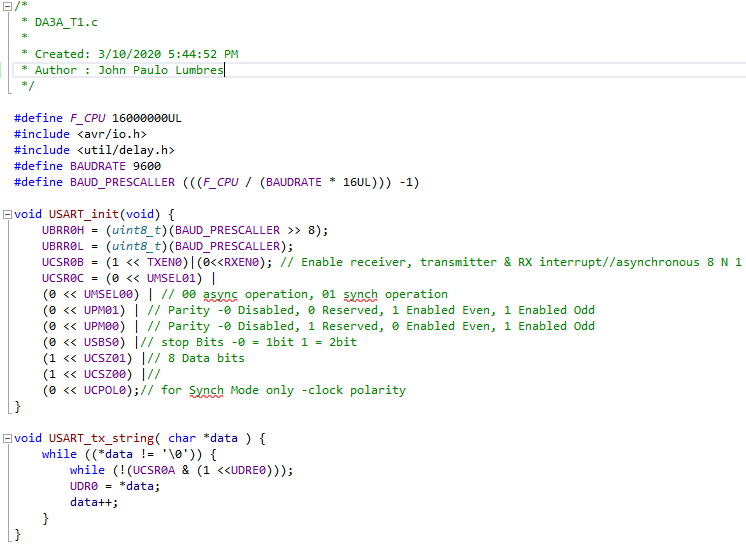 /*
 * DA3A_T1.c
 *
 * Created: 3/10/2020 5:44:52 PM
 * Author : John Paulo Lumbres
 */

#define F_CPU 16000000UL
#include <avr/io.h>
#include <util/delay.h>
#define BAUDRATE 9600
#define BAUD_PRESCALLER (((F_CPU / (BAUDRATE * 16UL))) -1)

void USART_init(void) {
    UBRR0H = (uint8_t)(BAUD_PRESCALLER >> 8);
    UBRR0L = (uint8_t)(BAUD_PRESCALLER);
    UCSR0B = (1 << TXEN0)|(0<<RXEN0); // Enable receiver, transmitter & RX interrupt//asynchronous 8 N 1
    UCSR0C = (0 << UMSEL01) |
    (0 << UMSEL00) | // 00 async operation, 01 synch operation
    (0 << UPM01) | // Parity -0 Disabled, 0 Reserved, 1 Enabled Even, 1 Enabled Odd
    (0 << UPM00) | // Parity -0 Disabled, 1 Reserved, 0 Enabled Even, 1 Enabled Odd
    (0 << USBS0) |// stop Bits -0 = 1bit 1 = 2bit
    (1 << UCSZ01) |// 8 Data bits
    (1 << UCSZ00) |//
    (0 << UCPOL0);// for Synch Mode only -clock polarity
}

void USART_tx_string( char *data ) {
    while ((*data != '\0')) {
        while (!(UCSR0A & (1 <<UDRE0)));
        UDR0 = *data;
        data++;
    }
}